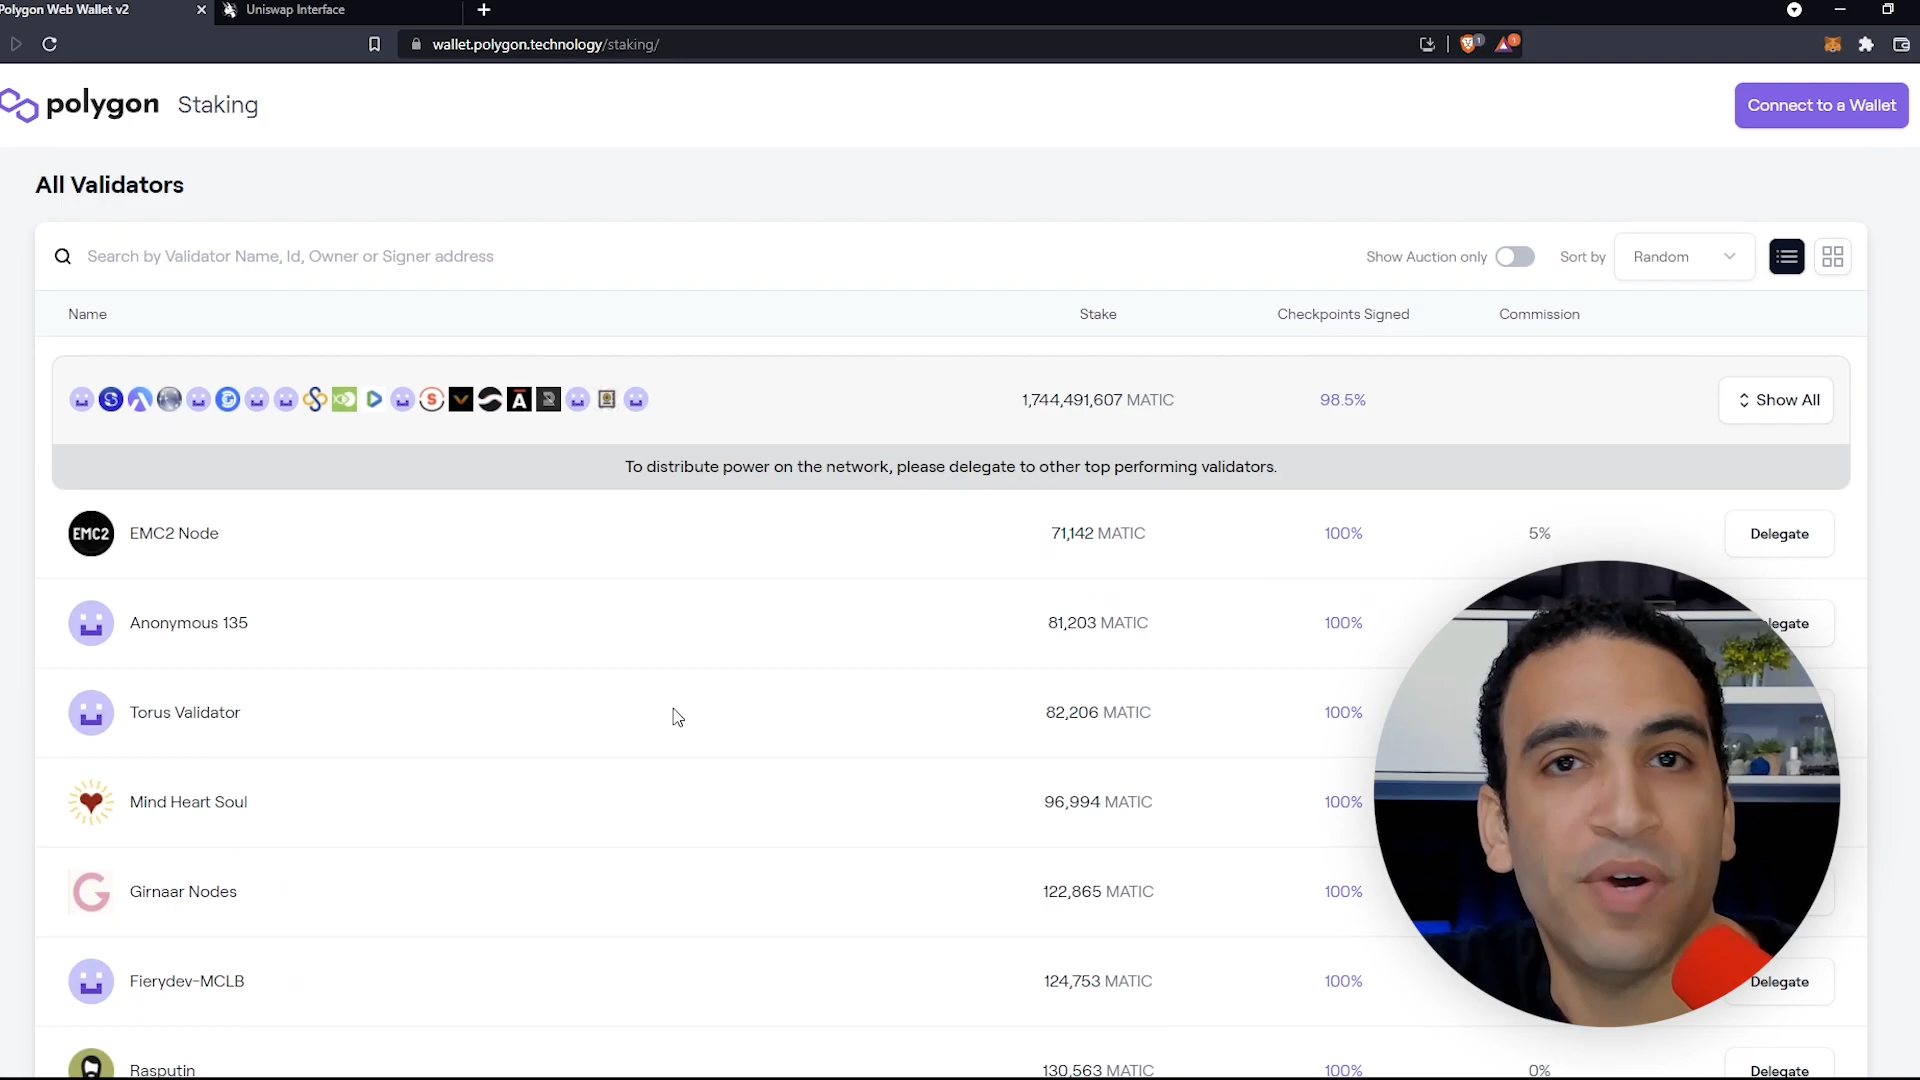 Polygon Web Wallet v2
Uniswap Interface
wallet.polygon.technology/staking/
1
1
polygon Staking
Connect to a Wallet
All Validators
Search by Validator Name, Id, Owner or Signer address
Show Auction only
Sort by
Random
Name
Stake
Checkpoints Signed
Commission
1,744,491,607 MATIC
98.5%
Show All
To distribute power on the network, please delegate to other top performing validators.
EMC2
EMC2 Node
71,142 MATIC
100%
5%
Delegate
Anonymous 135
81,203 MATIC
100%
legate
Torus Validator
82,206 MATIC
100%
Mind Heart Soul
96,994 MATIC
100%
G
Girnaar Nodes
122,865 MATIC
100%
Fierydev-MCLB
124,753 MATIC
100%
Delegate
Rasputin
130,563 MATIC
100%
0%
Delegate